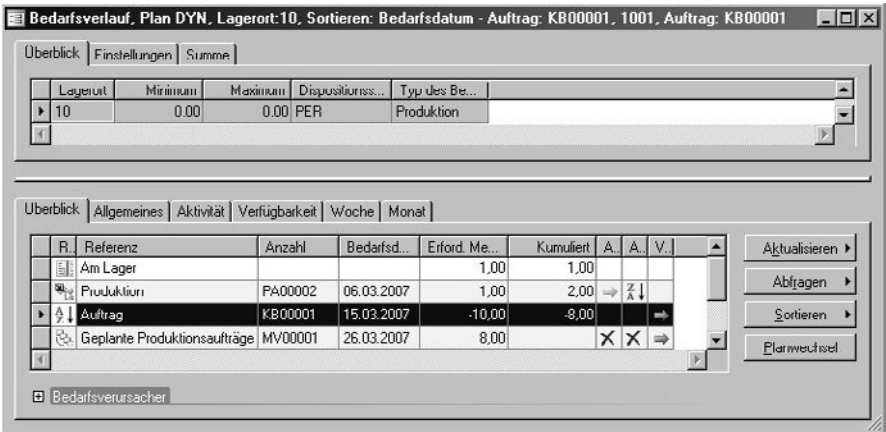 Bedarfsverlauf, Plan DYN, Lagerort:10, Sortieren: Bedarfsdatum - Auftrag: KB00001, 1001, Auftrag: KB00001
Überblick Einstellungen Summe
Lagerort Minimum Maximum Dispositionss... Typ des Be...
10 0.00 0.00 PER Produktion
Überblick Allgemeines Aktivität Verfügbarkeit Woche Monat
R.. Referenz Anzahl Bedarfsd... Erford. Me... Kumuliert A.. A.. V..
Aktualisieren
Am Lager 1,00 1,00
Abfragen
Produktion PA00002 06.03.2007 1,00 2,00
Auftrag KB00001 15.03.2007 -10,00 -8,00
Sortieren
Geplante Produktionsaufträge MV00001 26.03.2007 8,00
Planwechsel
Bedarfsverursacher